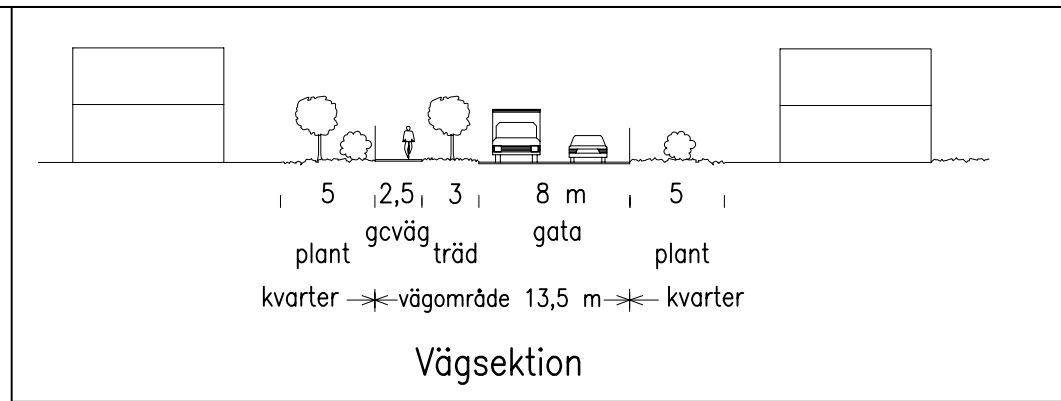 5 2,5 3 8 m 5
gcväg gata
plant träd plant
kvarter vägområde 13,5 m kvarter
Vägsektion